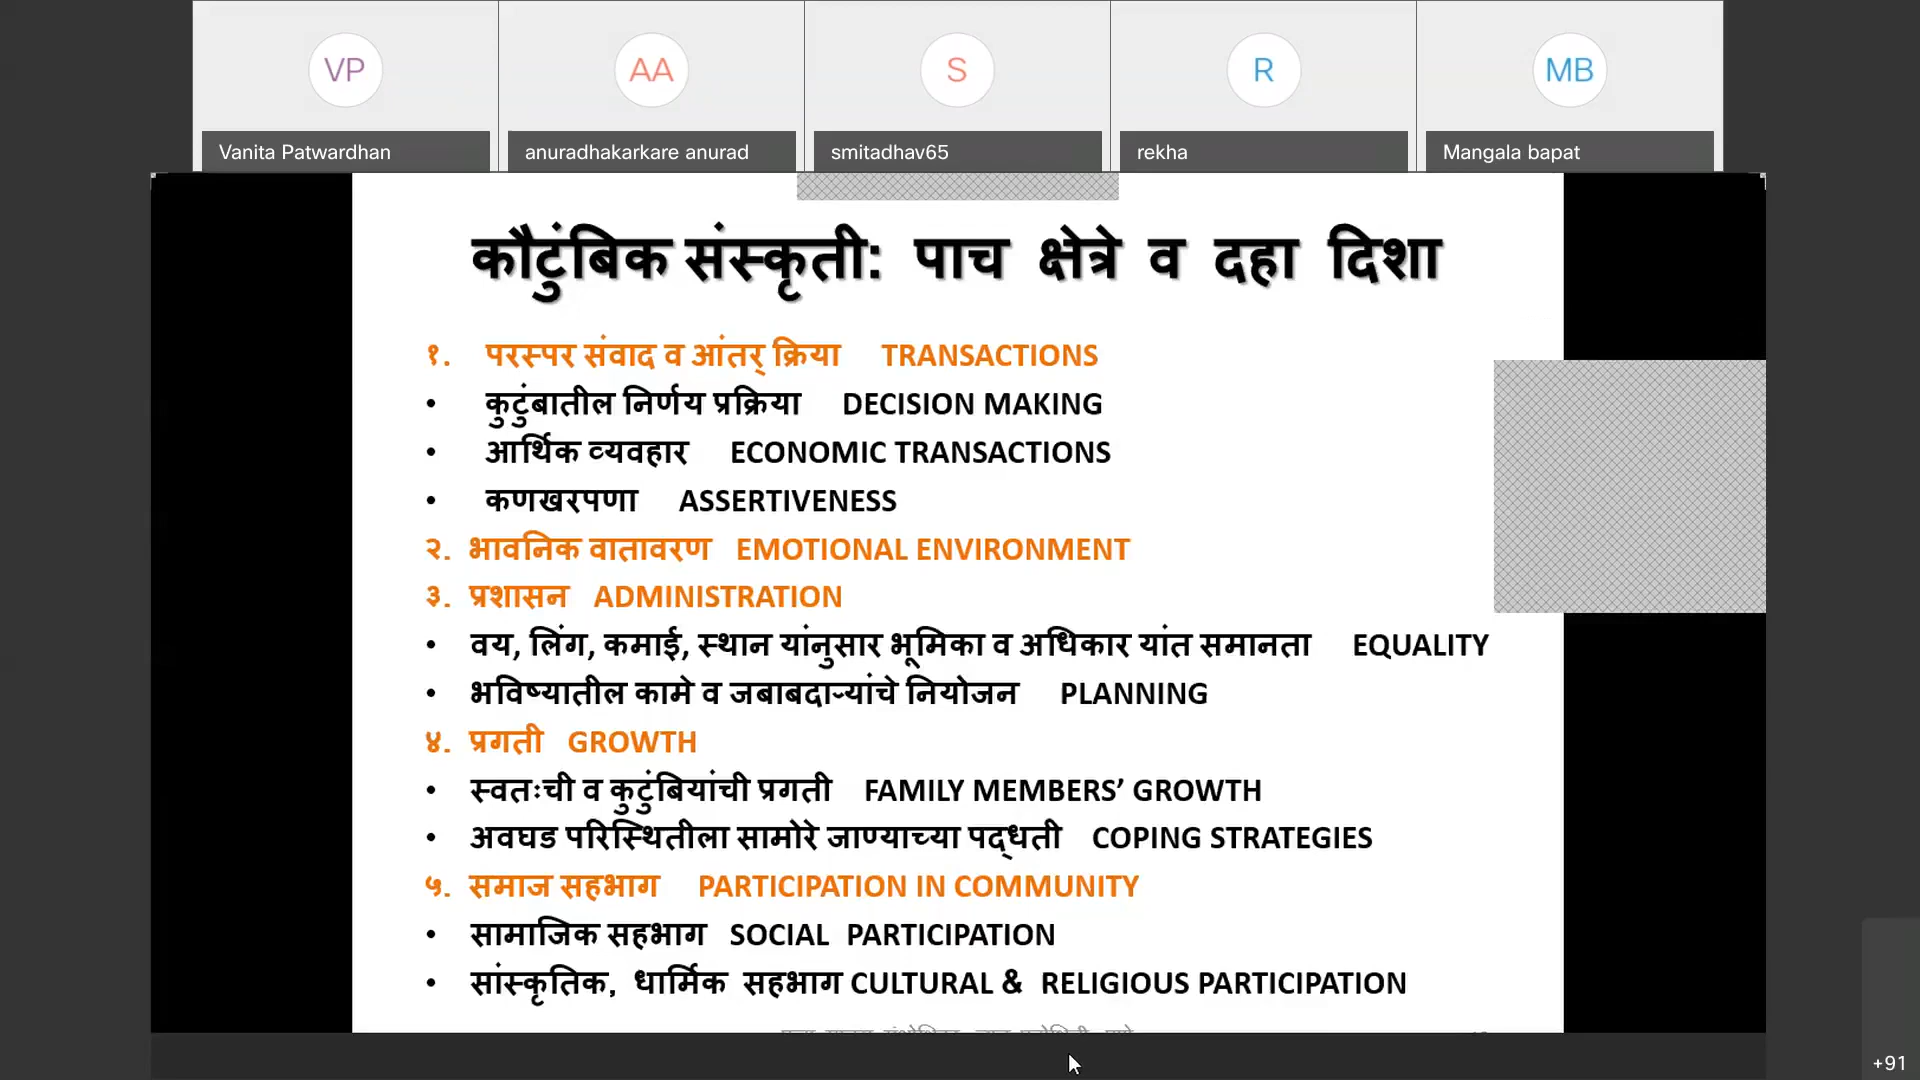 VP AA S R MB
Vanita Patwardhan anuradhakarkare anurad smitadhav65 rekha Mangala bapat
कौटुंबिक संस्कृती: पाच क्षेत्रे व दहा दिशा
१. परस्पर संवाद व आंतर् क्रिया TRANSACTIONS
• कुटुंबातील निर्णय प्रक्रिया DECISION MAKING
• आर्थिक व्यवहार ECONOMIC TRANSACTIONS
• कणखरपणा ASSERTIVENESS
२. भावनिक वातावरण EMOTIONAL ENVIRONMENT
३. प्रशासन ADMINISTRATION
• वय, लिंग, कमाई, स्थान यांनुसार भूमिका व अधिकार यांत समानता EQUALITY
• भविष्यातील कामे व जबाबदाऱ्यांचे नियोजन PLANNING
४. प्रगती GROWTH
• स्वतःची व कुटुंबियांची प्रगती FAMILY MEMBERS’ GROWTH
• अवघड परिस्थितीला सामोरे जाण्याच्या पद्धती COPING STRATEGIES
५. समाज सहभाग PARTICIPATION IN COMMUNITY
• सामाजिक सहभाग SOCIAL PARTICIPATION
• सांस्कृतिक, धार्मिक सहभाग CULTURAL & RELIGIOUS PARTICIPATION
+91